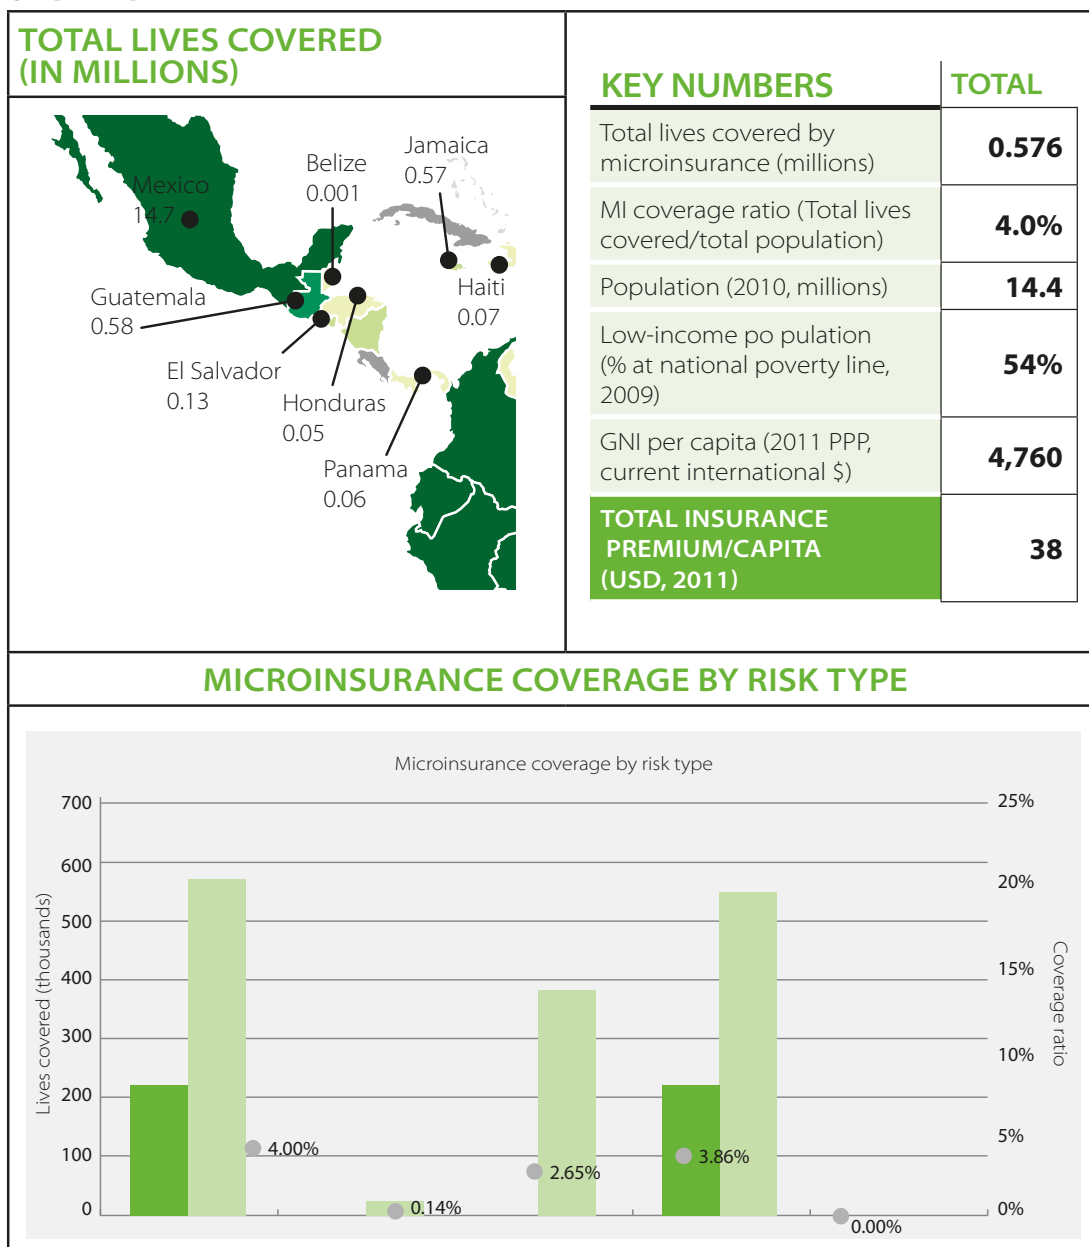 TOTAL LIVES COVERED
(IN MILLIONS)
Mexico
14.7
Belize
0.001
Jamaica
0.57
Guatemala
0.58
Haiti
0.07
El Salvador
0.13
Honduras
0.05
Panama
0.06
KEY NUMBERS TOTAL
Total lives covered by
microinsurance (millions)
0.576
MI coverage ratio (Total lives
covered/total population)
4.0%
Population (2010, millions)
14.4
Low-income po pulation
(% at national poverty line,
2009)
54%
GNI per capita (2011 PPP,
current international $)
4,760
TOTAL INSURANCE
PREMIUM/CAPITA
(USD, 2011)
38
MICROINSURANCE COVERAGE BY RISK TYPE
Microinsurance coverage by risk type
Lives covered (thousands)
700
600
500
400
300
200
100
0
4.00%
0.14%
2.65%
3.86%
0.00%
25%
20%
15%
10%
5%
0%
Coverage ratio